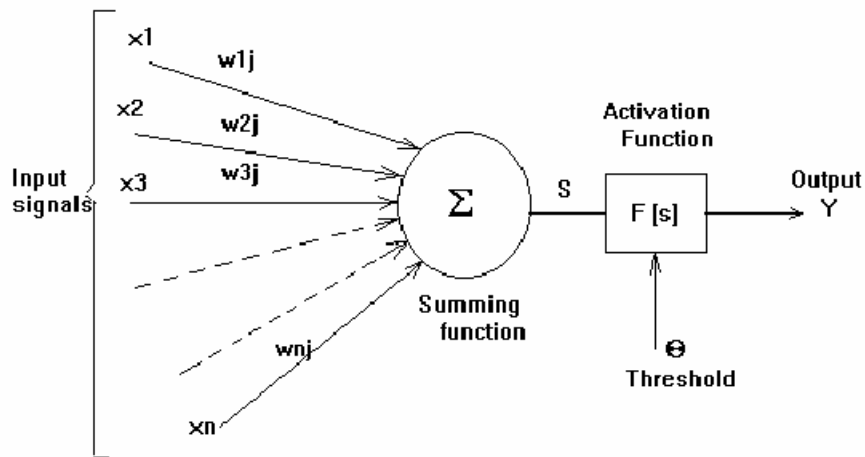 x1
w1j
x2
w2j
x3
w3j
Input
signals
Σ
Summing
function
wnj
xn
S
Activation
Function
F [s]
Output
Y
Θ
Threshold